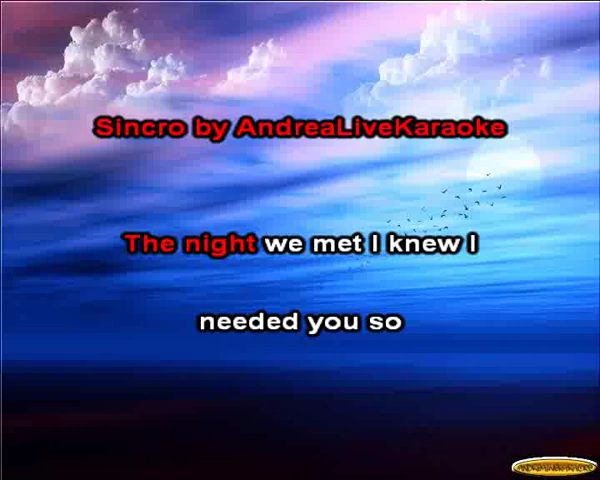 Sincro by AndreaLiveKaraoke
The night we met I knew I
needed you so